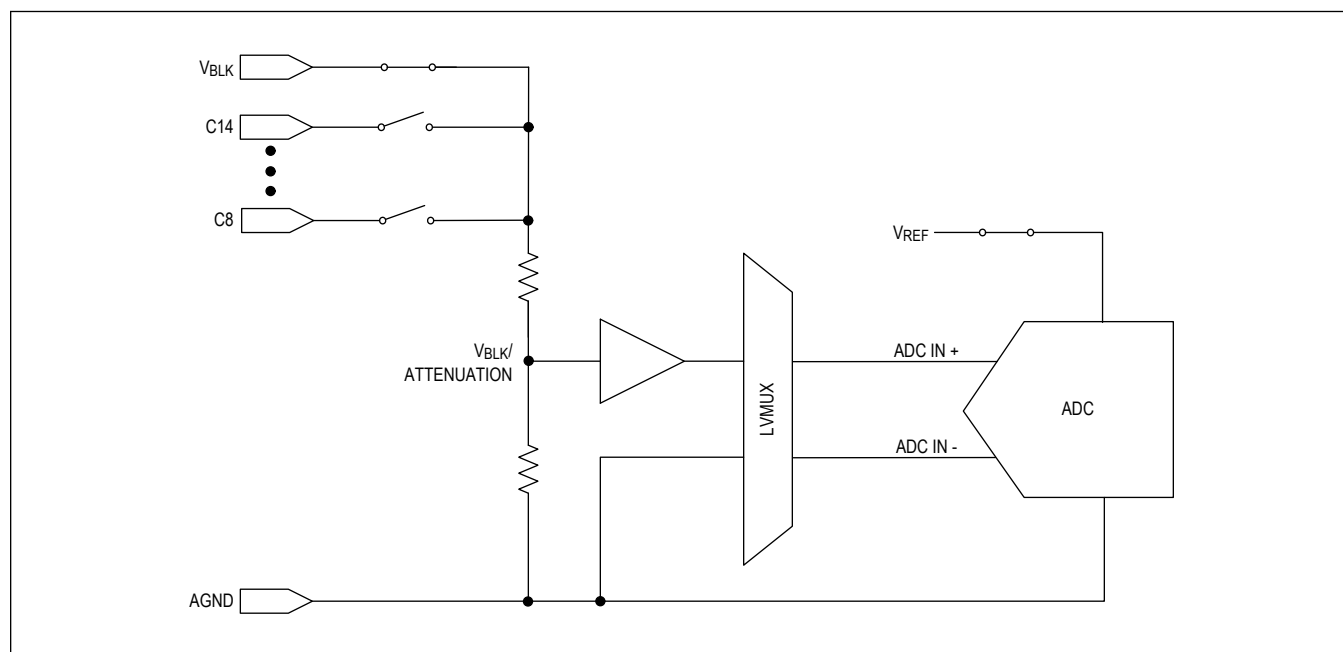 VBLK
C14
C8
VREF
VBLK/
ATTENUATION
LVMUX
ADC IN +
ADC
ADC IN -
AGND